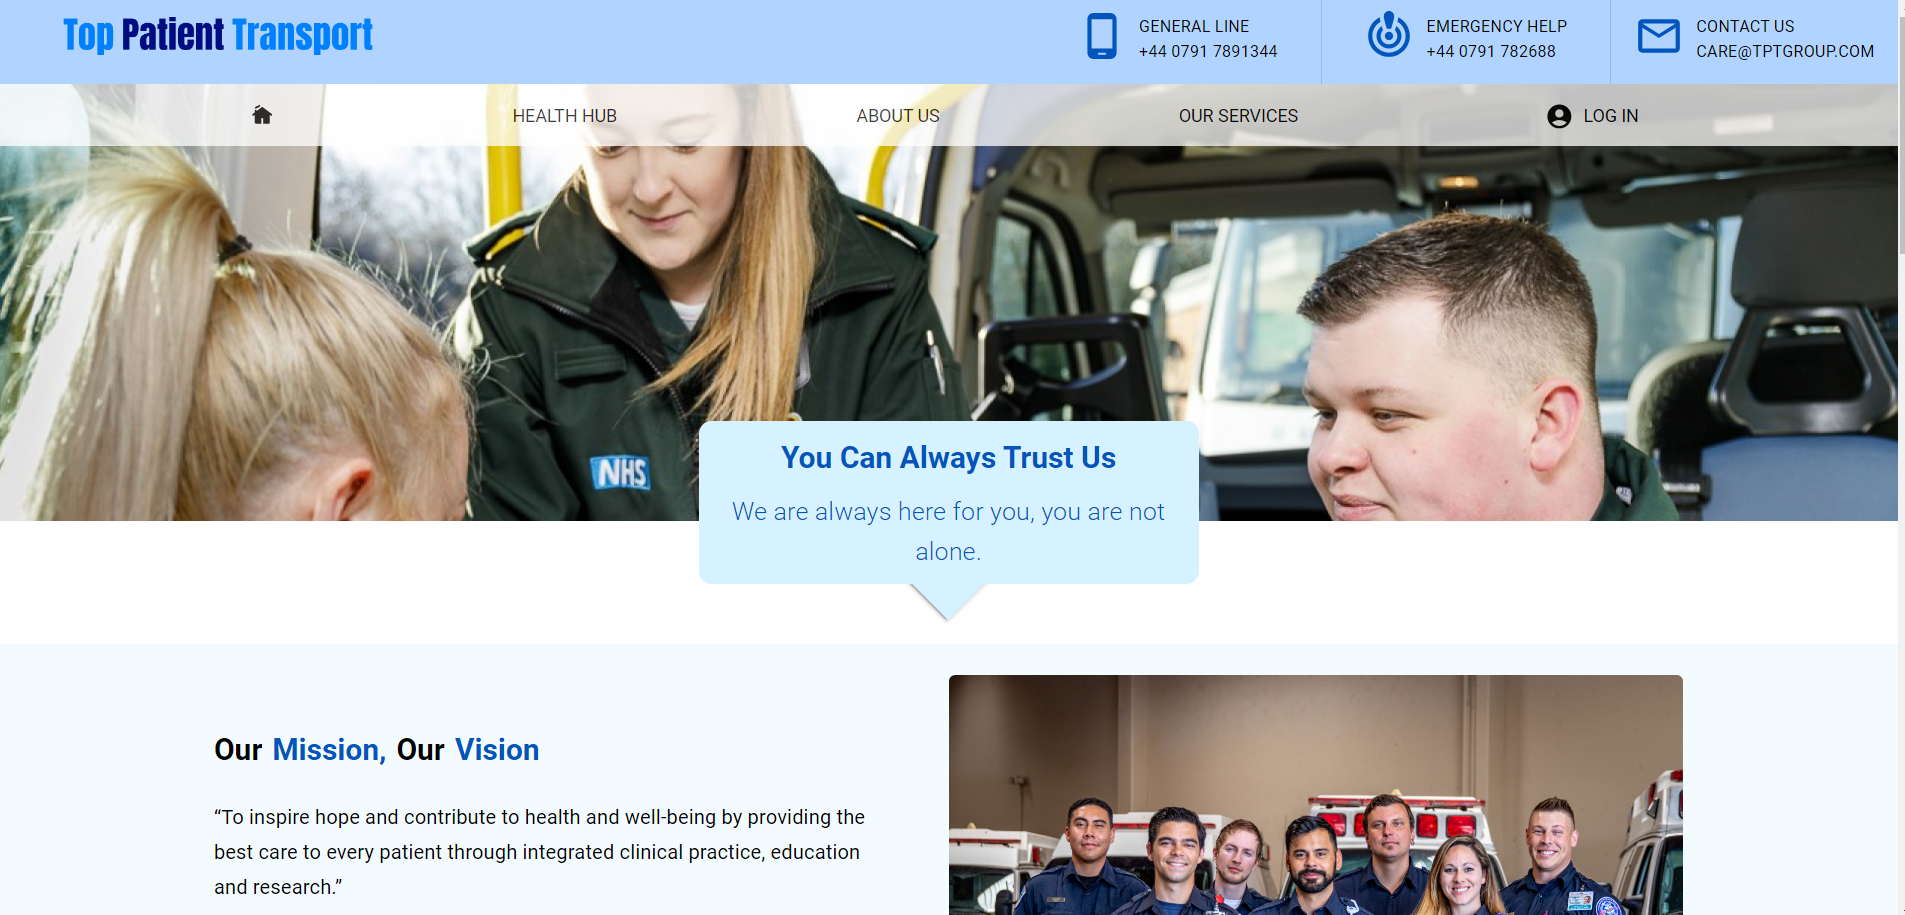 Top Patient Transport
GENERAL LINE
+44 0791 7891344
EMERGENCY HELP
+44 0791 782688
CONTACT US
CARE@TPTGROUP.COM
HEALTH HUB
ABOUT US
OUR SERVICES
LOG IN
NHS
You Can Always Trust Us
We are always here for you, you are not
alone.
Our Mission, Our Vision
“To inspire hope and contribute to health and well-being by providing the
best care to every patient through integrated clinical practice, education
and research.”